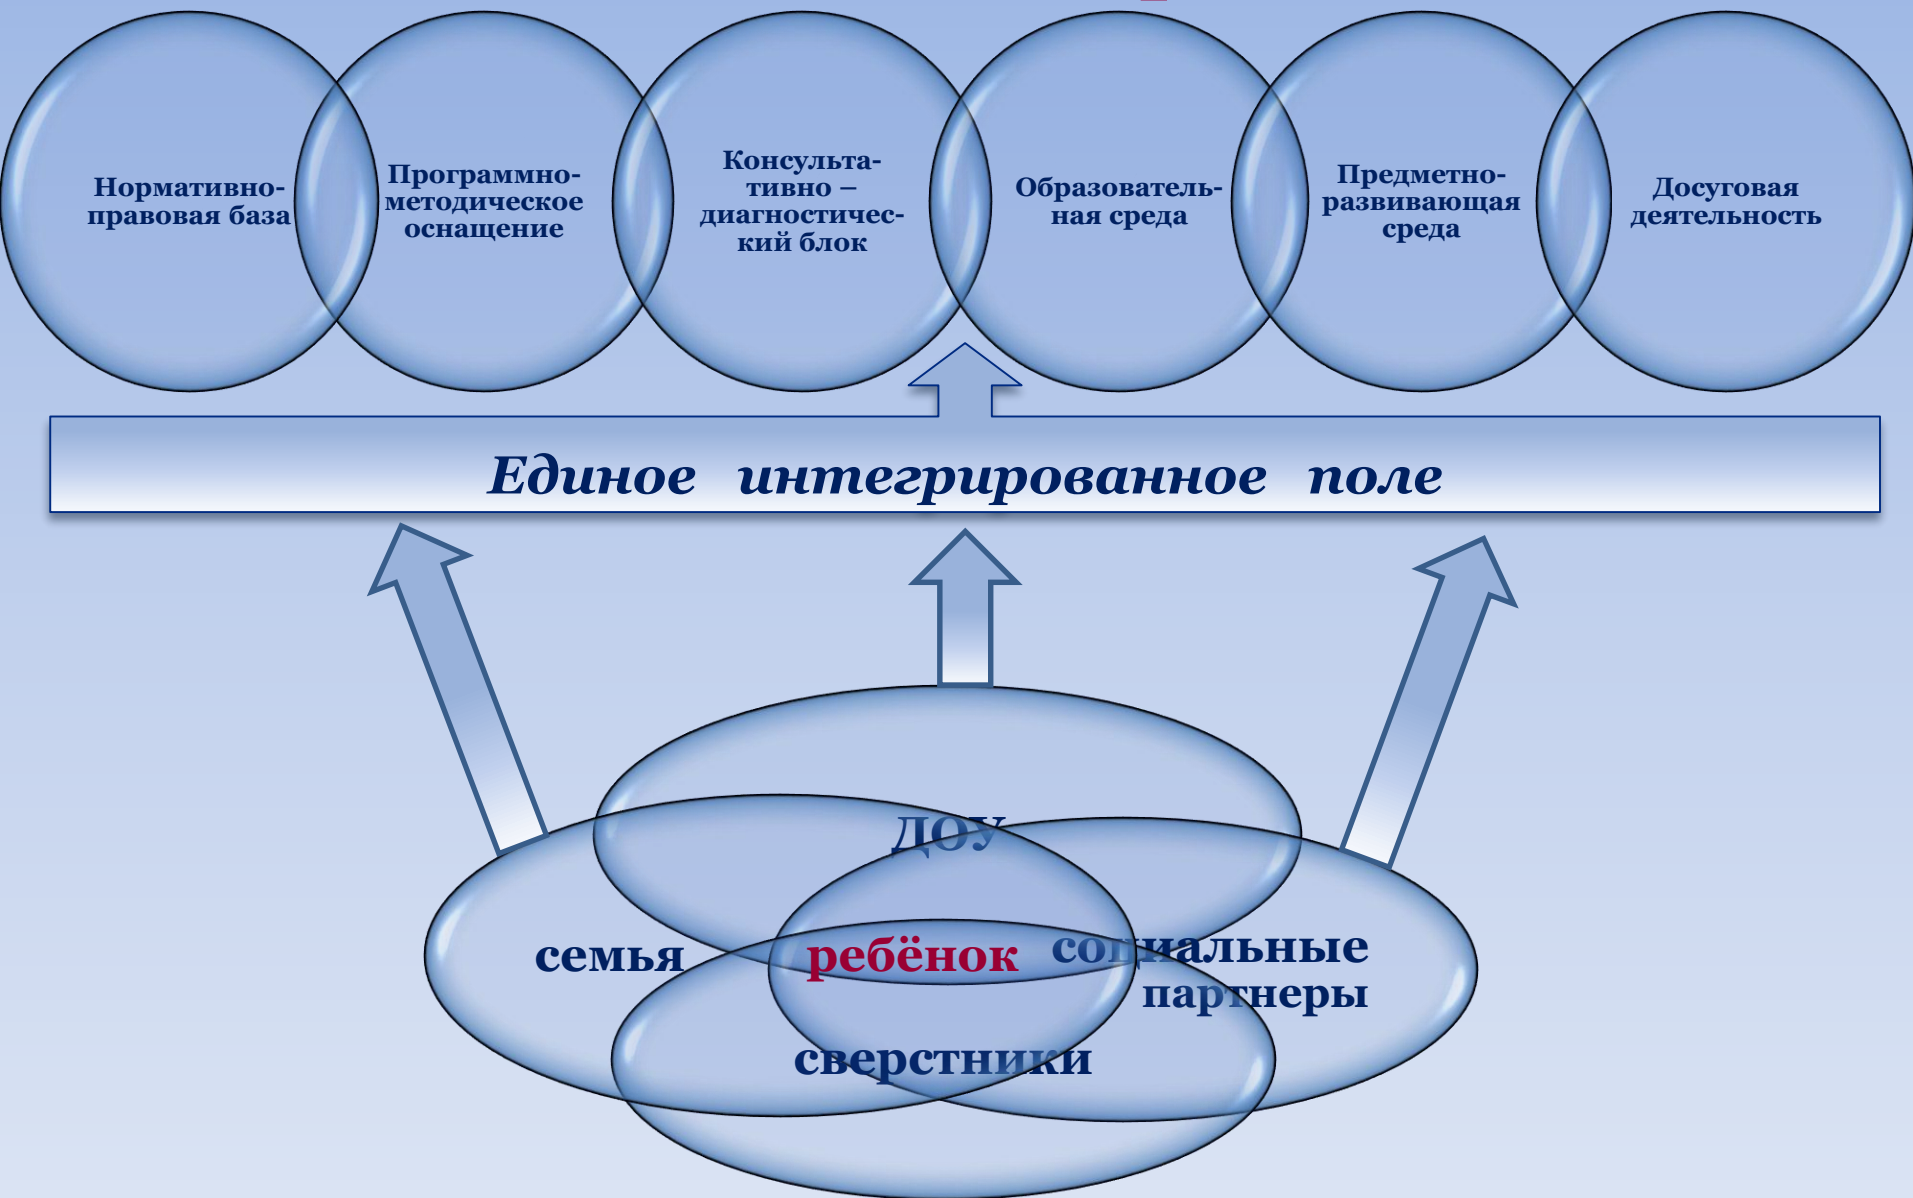 Нормативно-
правовая база
Программно-
методическое
оснащение
Консульта-
тивно –
диагностичес-
кий блок
Образователь-
ная среда
Предметно-
развивающая
среда
Досуговая
деятельность
Единое интегрированное поле
ДОУ
семья
ребёнок
социальные
партнеры
сверстники